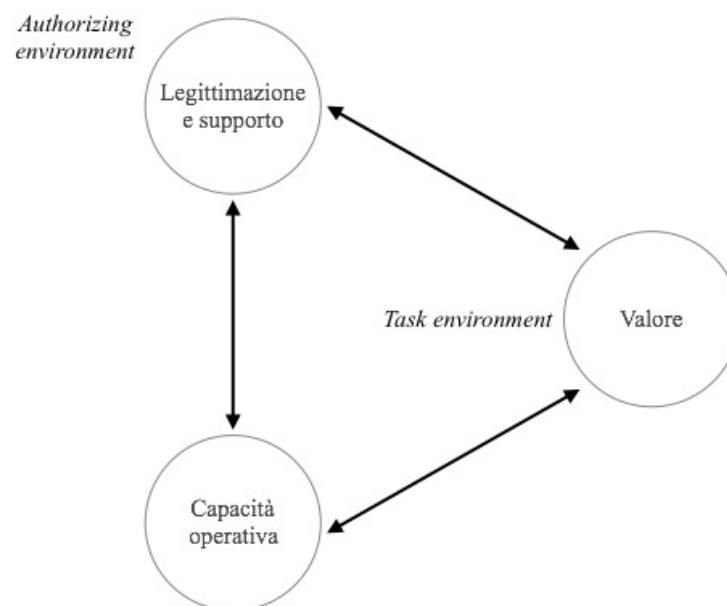 Authorizing
environment
Legittimazione
e supporto
Task environment
Valore
Capacità
operativa